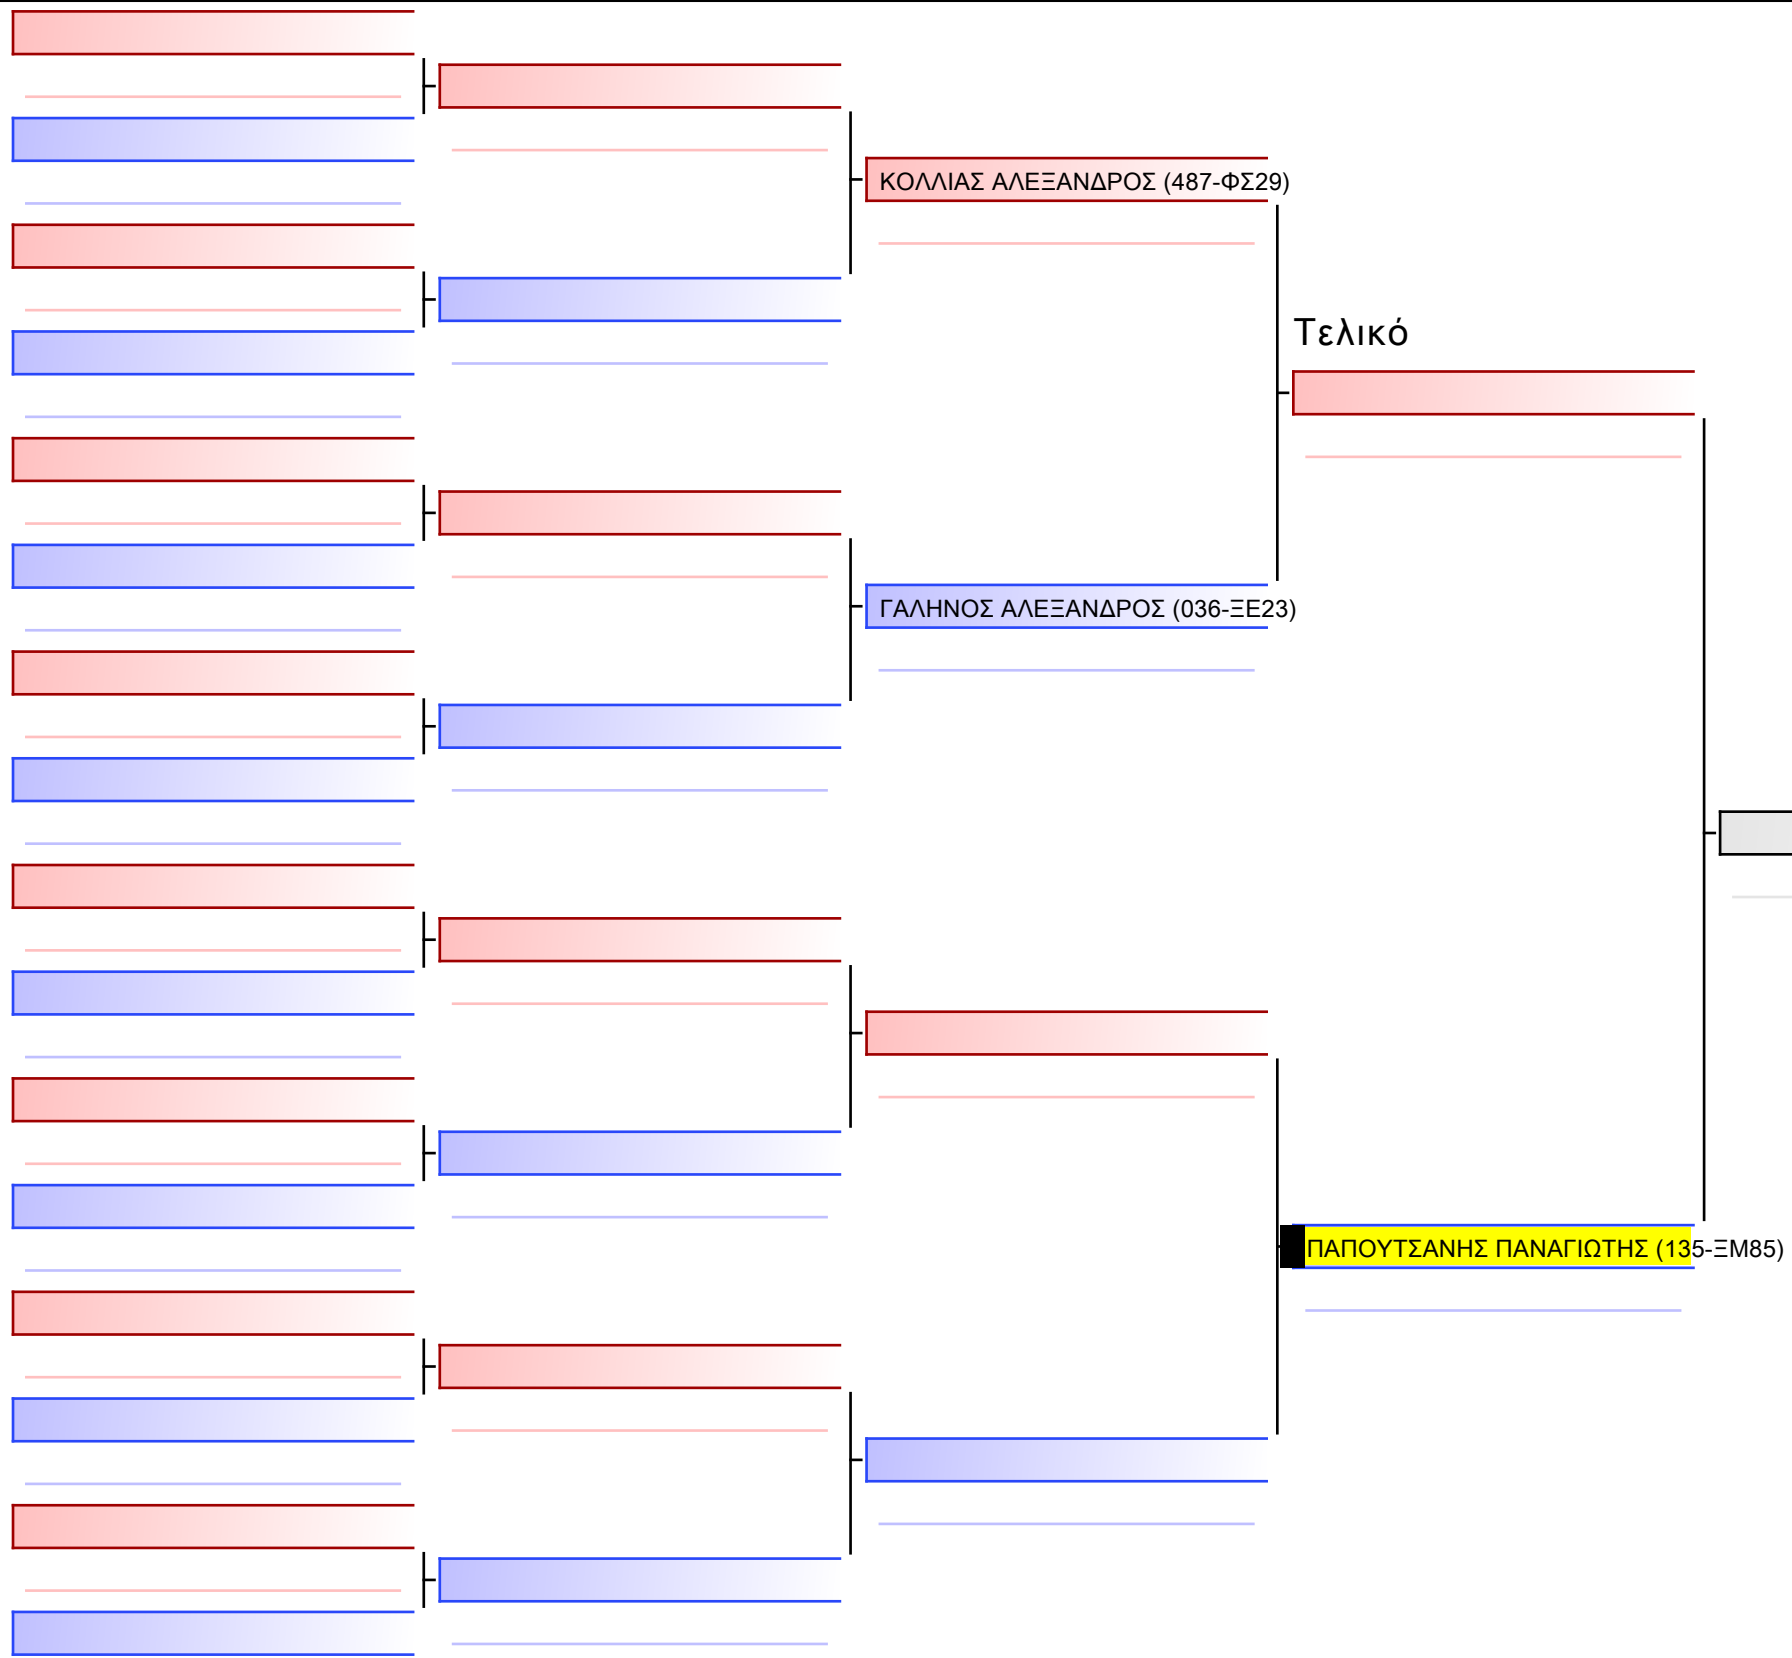 ΚΟΛΛΙΑΣ ΑΛΕΞΑΝΔΡΟΣ (487-ΦΣ29)
Τελικό
ΓΑΛΗΝΟΣ ΑΛΕΞΑΝΔΡΟΣ (036-ΞΕ23)
ΠΑΠΟΥΤΣΑΝΗΣ ΠΑΝΑΓΙΩΤΗΣ (135-ΞΜ85)